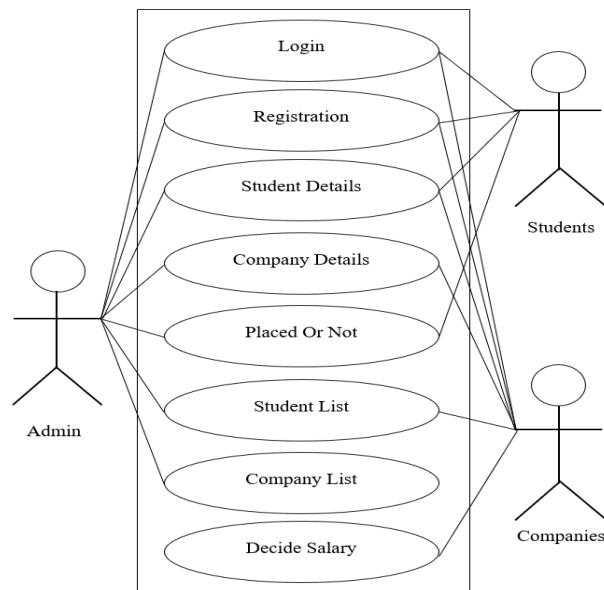 Login
Registration
Student Details
Students
Company Details
Placed Or Not
Student List
Admin
Company List
Decide Salary
Companies